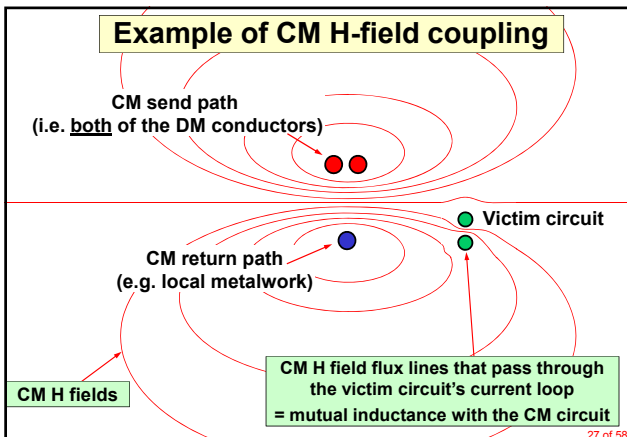 Example of CM H-field coupling
CM send path
(i.e. both of the DM conductors)
Victim circuit
CM return path
(e.g. local metalwork)
CM H fields
CM H field flux lines that pass through
the victim circuit's current loop
= mutual inductance with the CM circuit
27 of 58